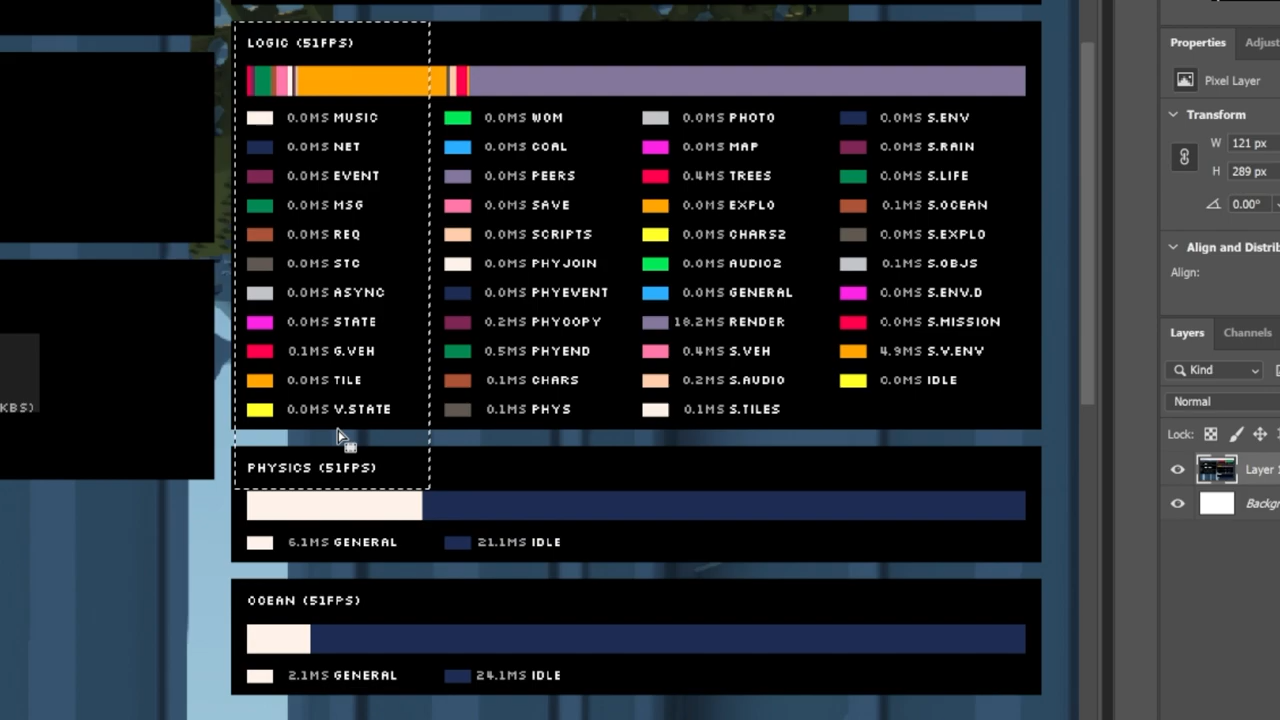 LOGIC (51FPS)
0.0MS MUSIC 0.0MS WOM 0.0MS PHOTO 0.0MS S.ENV
0.0MS NET 0.0MS COAL 0.0MS MAP 0.0MS S.RAIN
0.0MS EVENT 0.0MS PEERS 0.4MS TREES 0.0MS S.LIFE
0.0MS MSG 0.0MS SAVE 0.0MS EXPLO 0.1MS S.OCEAN
0.0MS REQ 0.0MS SCRIPTS 0.0MS CHARS2 0.0MS S.EXPLO
0.0MS STC 0.0MS PHYJOIN 0.0MS AUDIO2 0.1MS S.OBJS
0.0MS ASYNC 0.0MS PHYEVENT 0.0MS GENERAL 0.0MS S.ENV.D
0.0MS STATE 0.2MS PHYCOPY 18.2MS RENDER 0.0MS S.MISSION
0.1MS G.VEH 0.5MS PHYEND 0.4MS S.VEH 4.9MS S.V.ENV
0.0MS TILE 0.1MS CHARS 0.2MS S.AUDIO 0.0MS IDLE
0.0MS V.STATE 0.1MS PHYS 0.1MS S.TILES
KBS)
PHYSICS (51FPS)
6.1MS GENERAL 21.1MS IDLE
OCEAN (51FPS)
2.1MS GENERAL 24.1MS IDLE
Properties Adjust
Pixel Layer
Transform
W 121 px
H 289 px
0.00°
Align and Distrib
Align:
Layers Channels
Kind
Normal
Lock:
Layer
Backgr